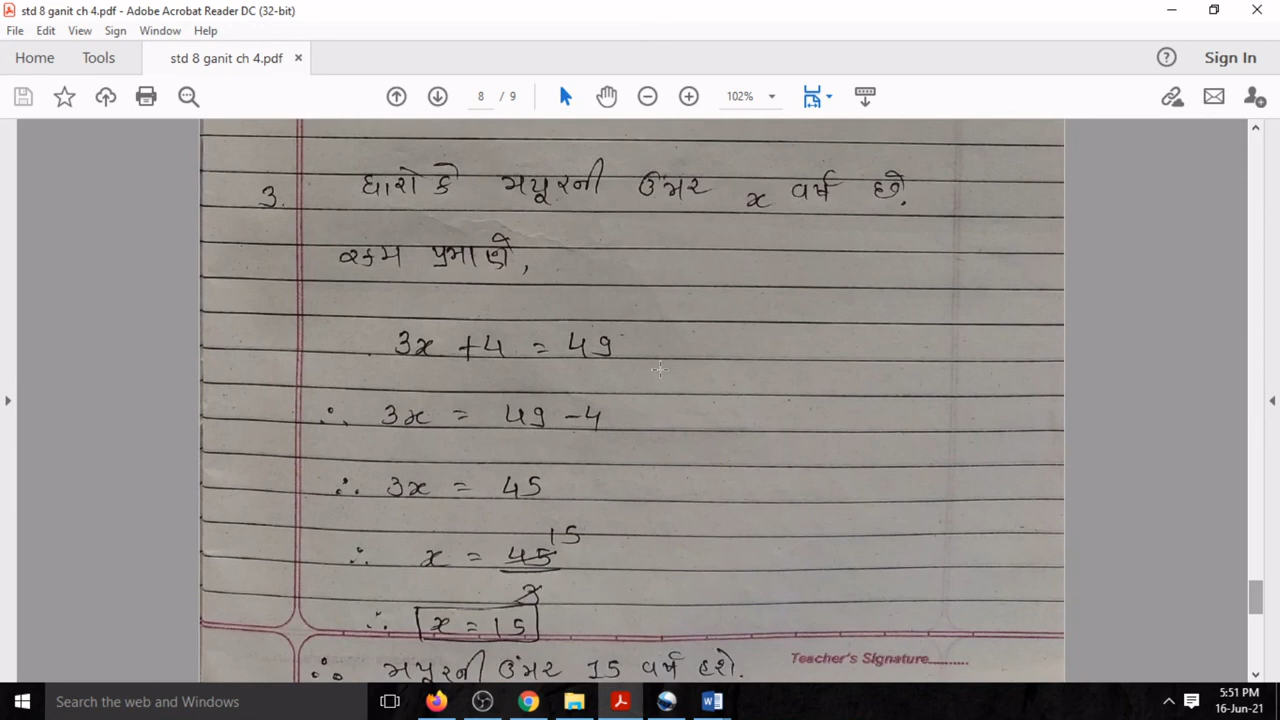 std 8 ganit ch 4.pdf - Adobe Acrobat Reader DC (32-bit)
File Edit View Sign Window Help
Home Tools std 8 ganit ch 4.pdf × Sign In
8 / 9 102%
3. ધારો કે મયૂરની ઉંમર x વર્ષ છે.
રકમ પ્રમાણે,
3x + 4 = 49
∴ 3x = 49 - 4
∴ 3x = 45
15
∴ x = 45
3
∴ x = 15
Teacher's Signature..........
∴ મયૂરની ઉંમર 15 વર્ષ હશે.
Search the web and Windows
5:51 PM
16-Jun-21